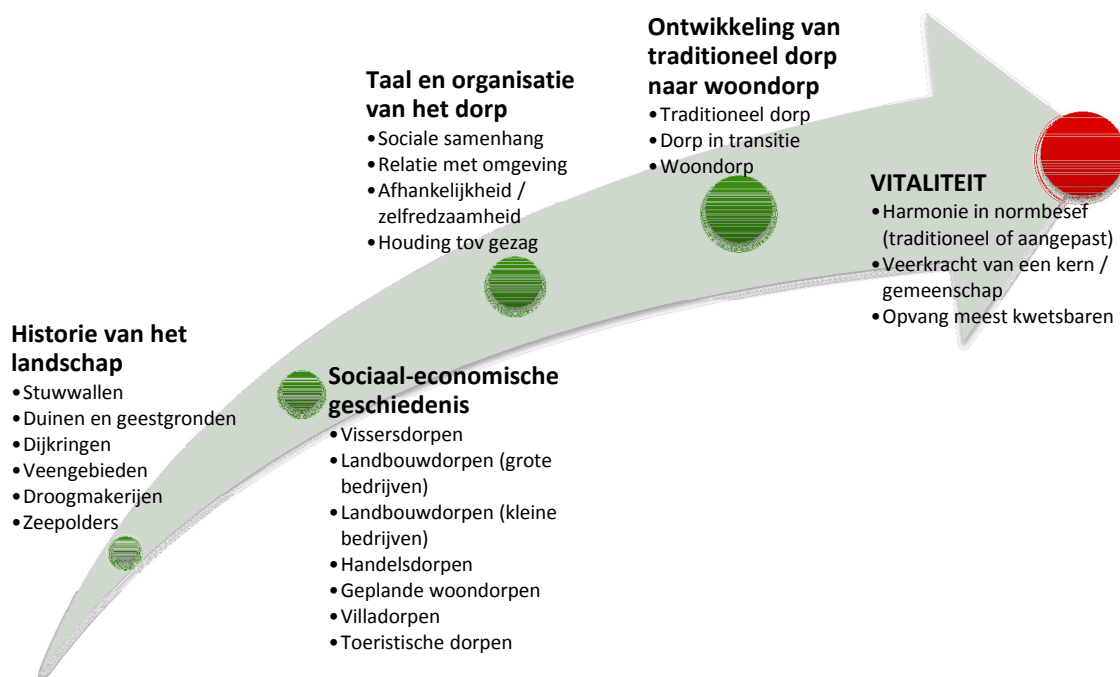 Historie van het
landschap
•Stuwwallen
•Duinen en geestgronden
•Dijkringen
•Veengebieden
•Droogmakerijen
•Zeepolders
Sociaal-economische
geschiedenis
•Vissersdorpen
•Landbouwdorpen (grote
bedrijven)
•Landbouwdorpen (kleine
bedrijven)
•Handelsdorpen
•Geplande woondorpen
•Villadorpen
•Toeristische dorpen
Taal en organisatie
van het dorp
•Sociale samenhang
•Relatie met omgeving
•Afhankelijkheid /
zelfredzaamheid
•Houding tov gezag
Ontwikkeling van
traditioneel dorp
naar woondorp
•Traditioneel dorp
•Dorp in transitie
•Woondorp
VITALITEIT
•Harmonie in normbesef
(traditioneel of aangepast)
•Veerkracht van een kern /
gemeenschap
•Opvang meest kwetsbaren